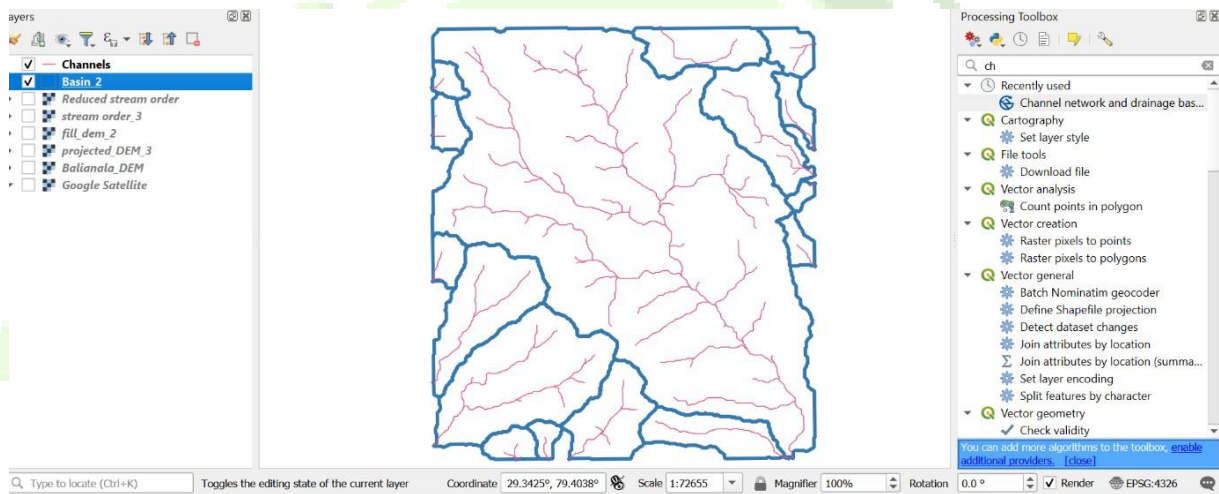 ayers
Channels
Basin_2
Reduced stream order
stream order_3
fill_dem_2
projected_DEM_3
Balianala_DEM
Google Satellite
Processing Toolbox
ch
Recently used
Channel network and drainage bas...
Cartography
Set layer style
File tools
Download file
Vector analysis
Count points in polygon
Vector creation
Raster pixels to points
Raster pixels to polygons
Vector general
Batch Nominatim geocoder
Define Shapefile projection
Detect dataset changes
Join attributes by location
Join attributes by location (summa...
Set layer encoding
Split features by character
Vector geometry
Check validity
You can add more algorithms to the toolbox, enable
additional providers. [close]
Type to locate (Ctrl+K) Toggles the editing state of the current layer Coordinate 29.3425°, 79.4038° Scale 1:72655 Magnifier 100% Rotation 0.0 ° Render EPSG:4326